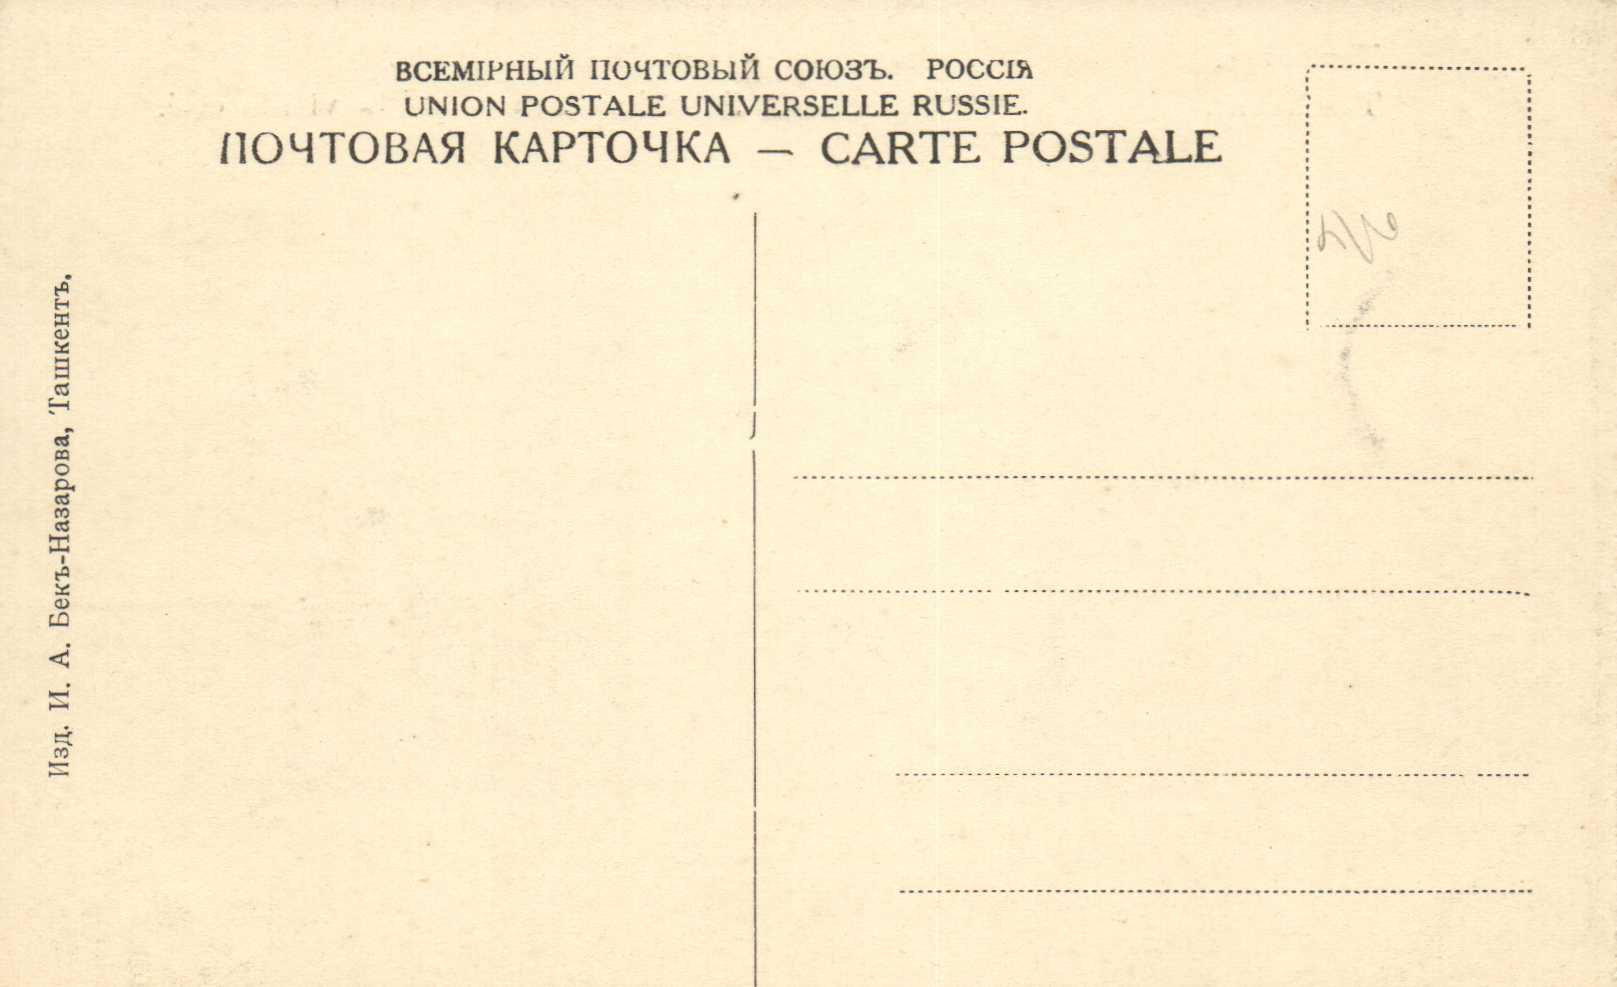 ВСЕМІРНЫЙ ПОЧТОВЫЙ СОЮЗЪ. РОССІЯ
UNION POSTALE UNIVERSELLE RUSSIE.
ПОЧТОВАЯ КАРТОЧКА — CARTE POSTALE
Изд. И. А. Бекъ-Назарова, Ташкентъ.